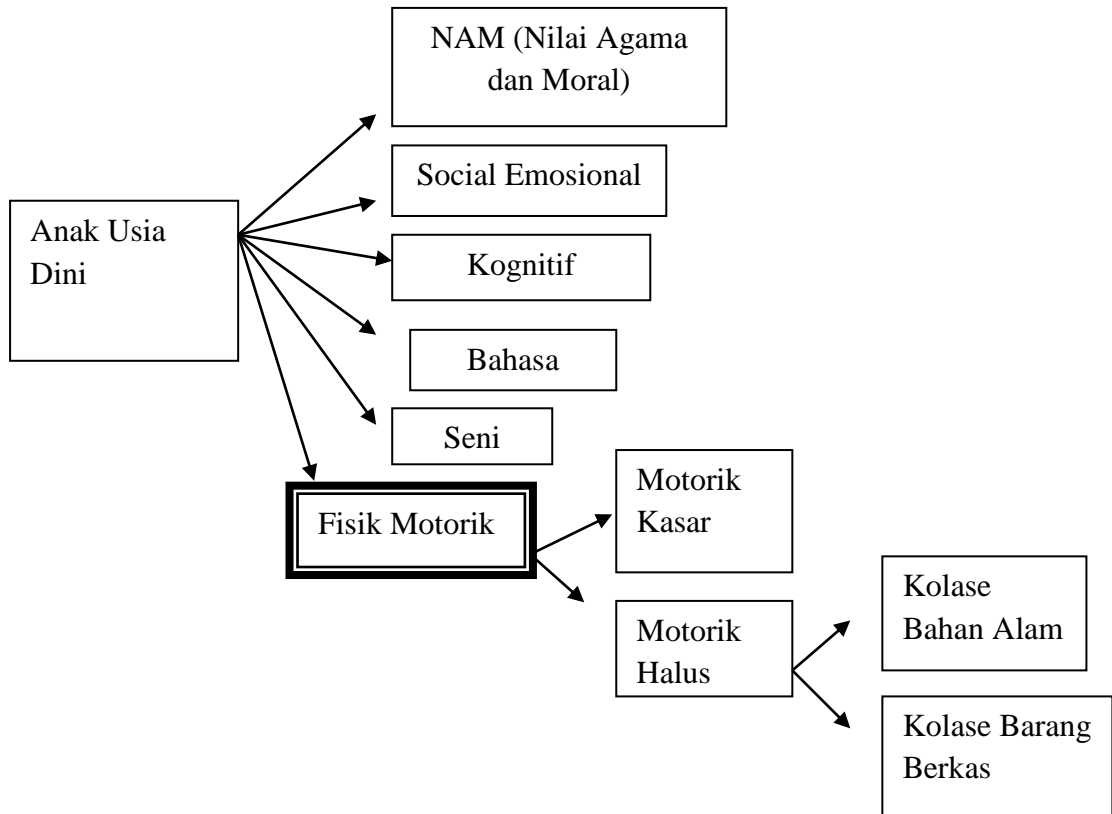 NAM (Nilai Agama
dan Moral)
Social Emosional
Anak Usia
Dini
Kognitif
Bahasa
Seni
Fisik Motorik
Motorik
Kasar
Motorik
Halus
Kolase
Bahan Alam
Kolase Barang
Berkas